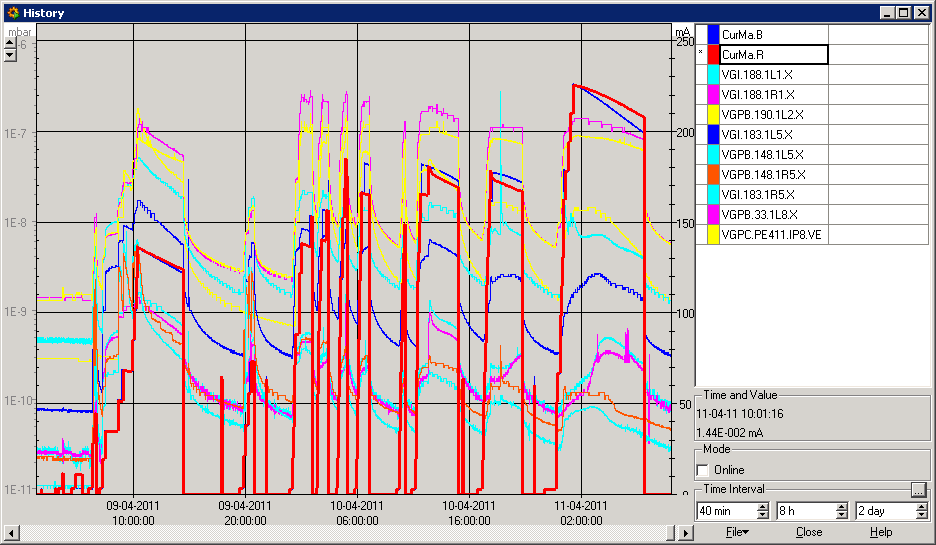 History
mbar
E-6
1E-7
1E-8
1E-9
1E-10
1E-11
mA
250
200
150
100
50
0
09-04-2011
10:00:00
09-04-2011
20:00:00
10-04-2011
06:00:00
10-04-2011
16:00:00
11-04-2011
02:00:00
CurMa.B
* CurMa.R
VGI.188.1L1.X
VGI.188.1R1.X
VGPB.190.1L2.X
VGI.183.1L5.X
VGPB.148.1L5.X
VGPB.148.1R5.X
VGI.183.1R5.X
VGPB.33.1L8.X
VGPC.PE411.IP8.VE
Time and Value
11-04-11 10:01:16
1.44E-002 mA
Mode
Online
Time Interval
...
40 min 8 h 2 day
File Close Help